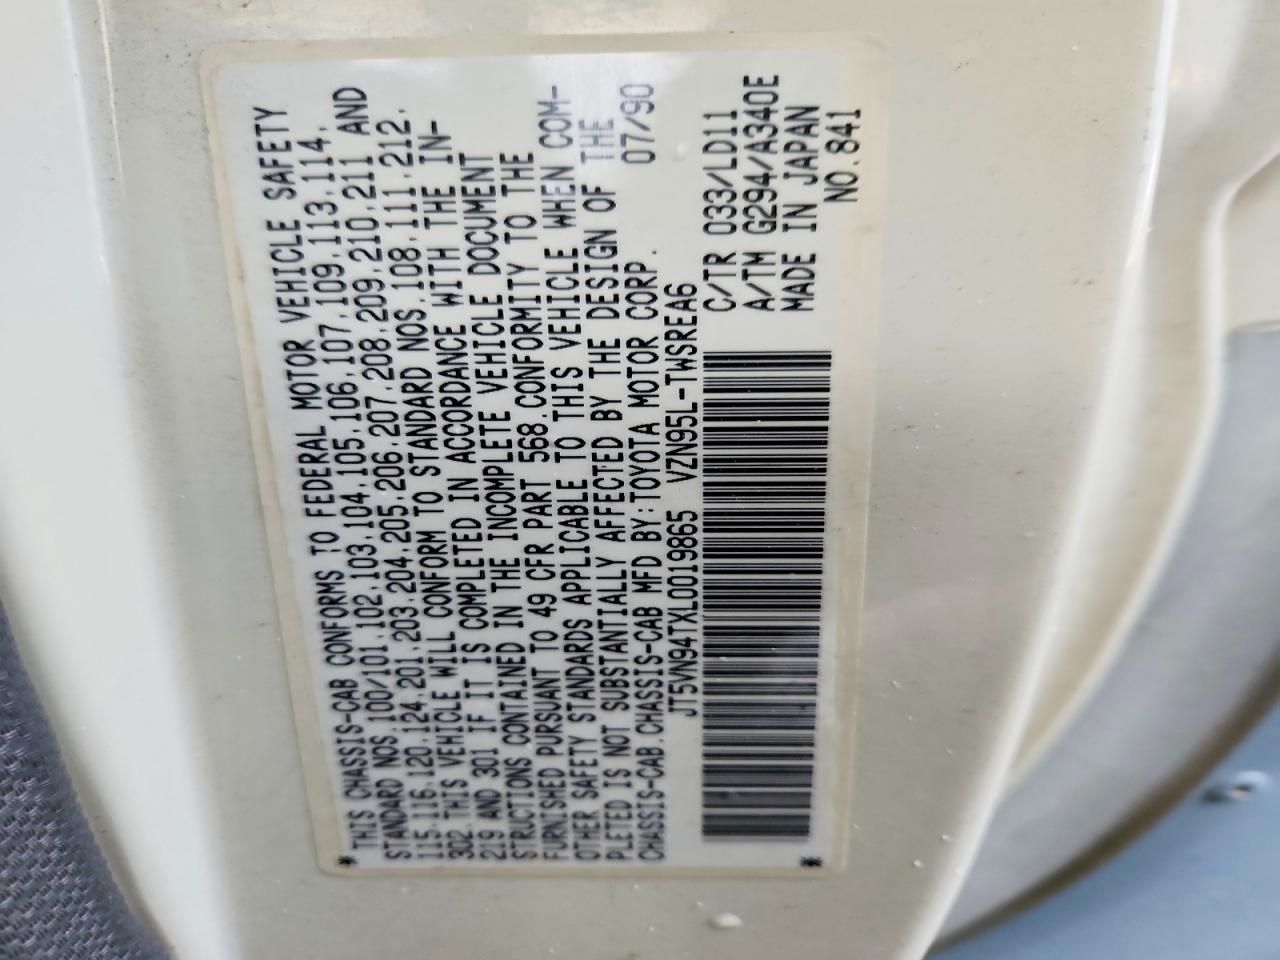 THIS CHASSIS-CAB CONFORMS TO FEDERAL MOTOR VEHICLE SAFETY
STANDARD NOS.100/101.102.103.104.105.106.107.109.113.114.
115.116.120.124.201.203.204.205.206.207.208.209.210.211 AND
302.THIS VEHICLE WILL CONFORM TO STANDARD NOS.108.111.212.
219 AND 301 IF IT IS COMPLETED IN ACCORDANCE WITH THE IN-
STRUCTIONS CONTAINED IN THE INCOMPLETE VEHICLE DOCUMENT
FURNISHED PURSUANT TO 49 CFR PART 568.CONFORMITY TO THE
OTHER SAFETY STANDARDS APPLICABLE TO THIS VEHICLE WHEN COM-
PLETED IS NOT SUBSTANTIALLY AFFECTED BY THE DESIGN OF THE
CHASSIS-CAB.CHASSIS-CAB MFD BY:TOYOTA MOTOR CORP. 07/90
JT5VN94TXL0019865 VZN95L-TWSREA6
C/TR 033/LD11
A/TM G294/A340E
MADE IN JAPAN
NO.841